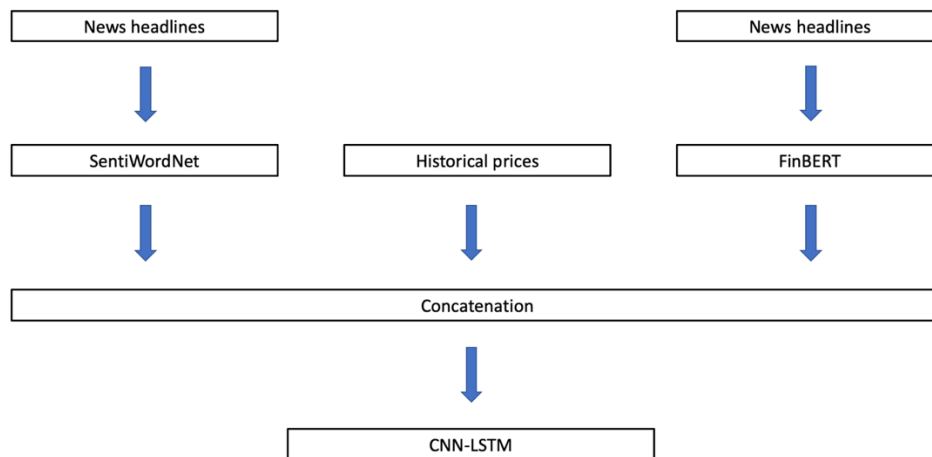 News headlines
News headlines
SentiWordNet
Historical prices
FinBERT
Concatenation
CNN-LSTM